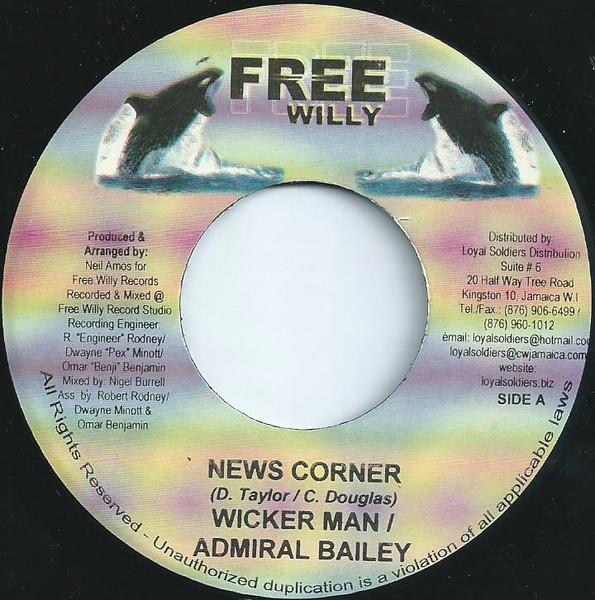 FREE
WILLY
Produced &
Arranged by:
Neil Amos for
Free Willy Records
Recorded & Mixed @
Free Willy Record Studio
Recording Engineer:
R. "Engineer" Rodney/
Dwayne "Pex" Minott/
Omar "Benji" Benjamin
Mixed by: Nigel Burrell
Ass. by: Robert Rodney/
Dwayne Minott &
Omar Benjamin
Distributed by:
Loyal Soldiers Distribution
Suite # 6
20 Half Way Tree Road
Kingston 10, Jamaica W.I
Tel./Fax.: (876) 906-6499 /
(876) 960-1012
email: loyalsoldiers@hotmail.co
loyalsoldiers@cwjamaica.com
website:
loyalsoldiers.biz
SIDE A
NEWS CORNER
(D. Taylor / C. Douglas)
WICKER MAN /
ADMIRAL BAILEY
All Rights Reserved - Unauthorized duplication is a violation of all applicable laws